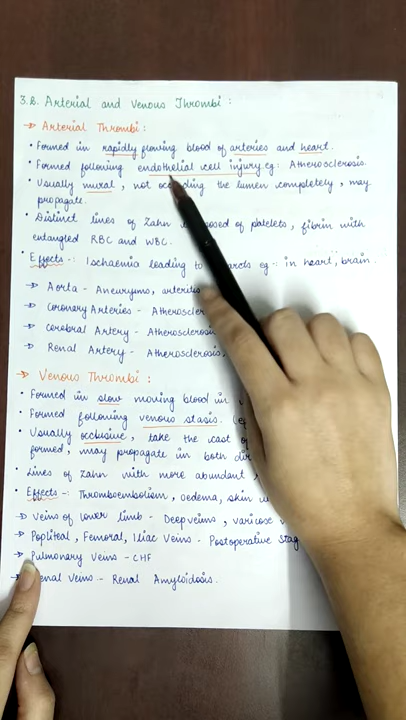 3.2. Arterial and Venous Thrombi :
→ Arterial Thrombi :
• Formed in rapidly flowing blood of arteries and heart.
• Formed following endothelial cell injury eg : Atherosclerosis.
• Usually mural, not occluding the lumen completely, may
propagate.
• Distinct lines of Zahn composed of platelets, fibrin with
entangled RBC and WBC.
• Effects -: Ischaemia leading to infarcts eg -: in heart, brain.
→ Aorta - Aneurysms, arteritis
→ Coronary Arteries - Atheroscler
→ Cerebral Artery - Atherosclerosis
→ Renal Artery - Atherosclerosis,
→ Venous Thrombi :
• Formed in slow moving blood in
• Formed following venous stasis.
• Usually occlusive, take the cast of
formed, may propagate in both dir
• Lines of Zahn with more abundant
• Effects -: Thromboembolism, oedema, skin
→ Veins of lower limb - Deep veins, varicose
→ Popliteal, Femoral, Iliac Veins - Postoperative Stag
→ Pulmonary Veins - CHF
→ Renal Veins - Renal Amyloidosis.